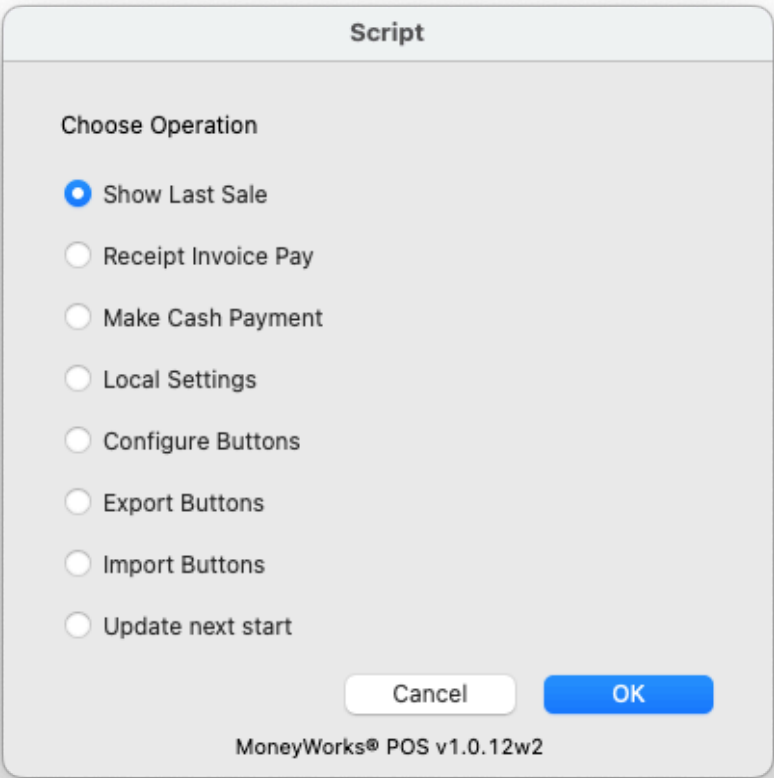 Script
Choose Operation
Show Last Sale
Receipt Invoice Pay
Make Cash Payment
Local Settings
Configure Buttons
Export Buttons
Import Buttons
Update next start
Cancel
OK
MoneyWorks® POS v1.0.12w2